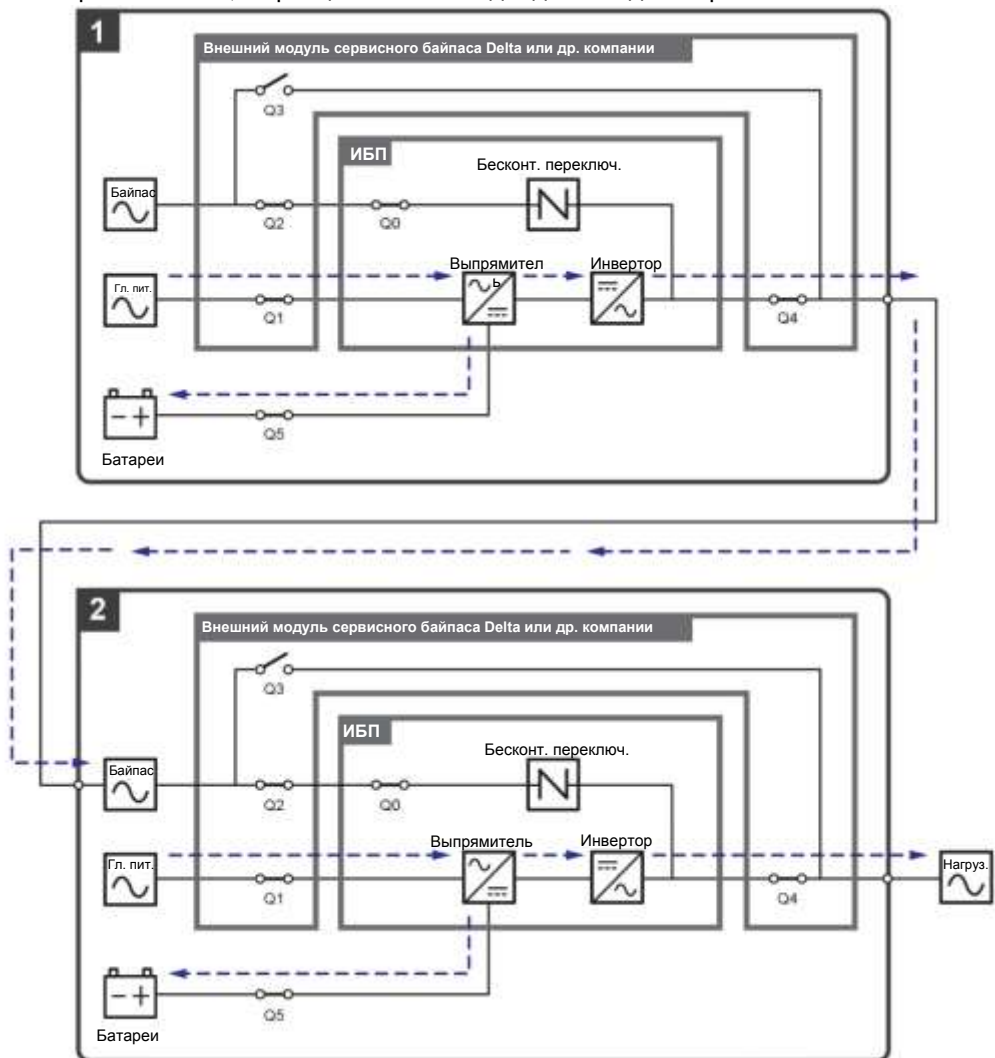 1
Внешний модуль сервисного байпаса Delta или др. компании
Q3
ИБП
Бесконт. переключ.
Байпас
Q2
Q0
Выпрямител
ь
Инвертор
Гл. пит.
Q1
Q4
Q5
Батареи
2
Внешний модуль сервисного байпаса Delta или др. компании
Q3
ИБП
Бесконт. переключ.
Байпас
Q2
Q0
Выпрямитель
Инвертор
Гл. пит.
Нагруз.
Q1
Q4
Q5
Батареи